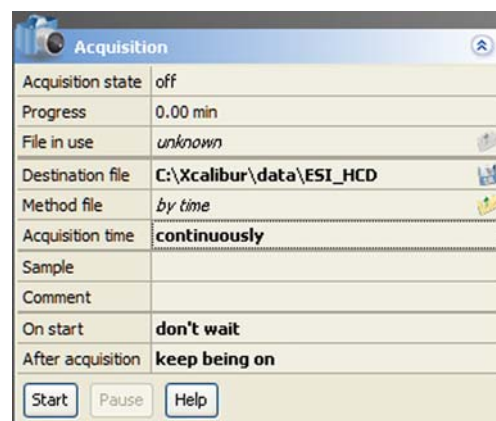 Acquisition
Acquisition state off
Progress 0.00 min
File in use unknown
Destination file C:\Xcalibur\data\ESI_HCD
Method file by time
Acquisition time continuously
Sample
Comment
On start don't wait
After acquisition keep being on
Start Pause Help